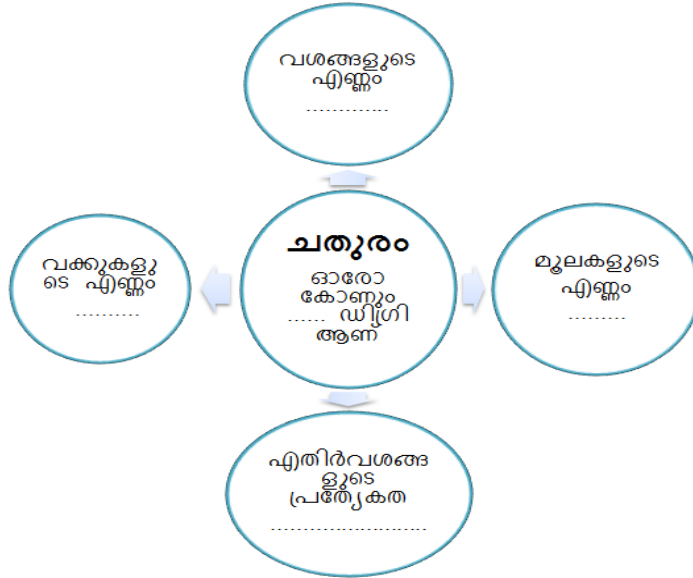 വശങ്ങളുടെ
എണ്ണം
.............
ചതുരം
ഓരോ
കോണും
...... ഡിഗ്രി
ആണ്
വക്കുകളു
ടെ എണ്ണം
..........
മൂലകളുടെ
എണ്ണം
.........
എതിർവശങ്ങ
ളുടെ
പ്രത്യേകത
........................